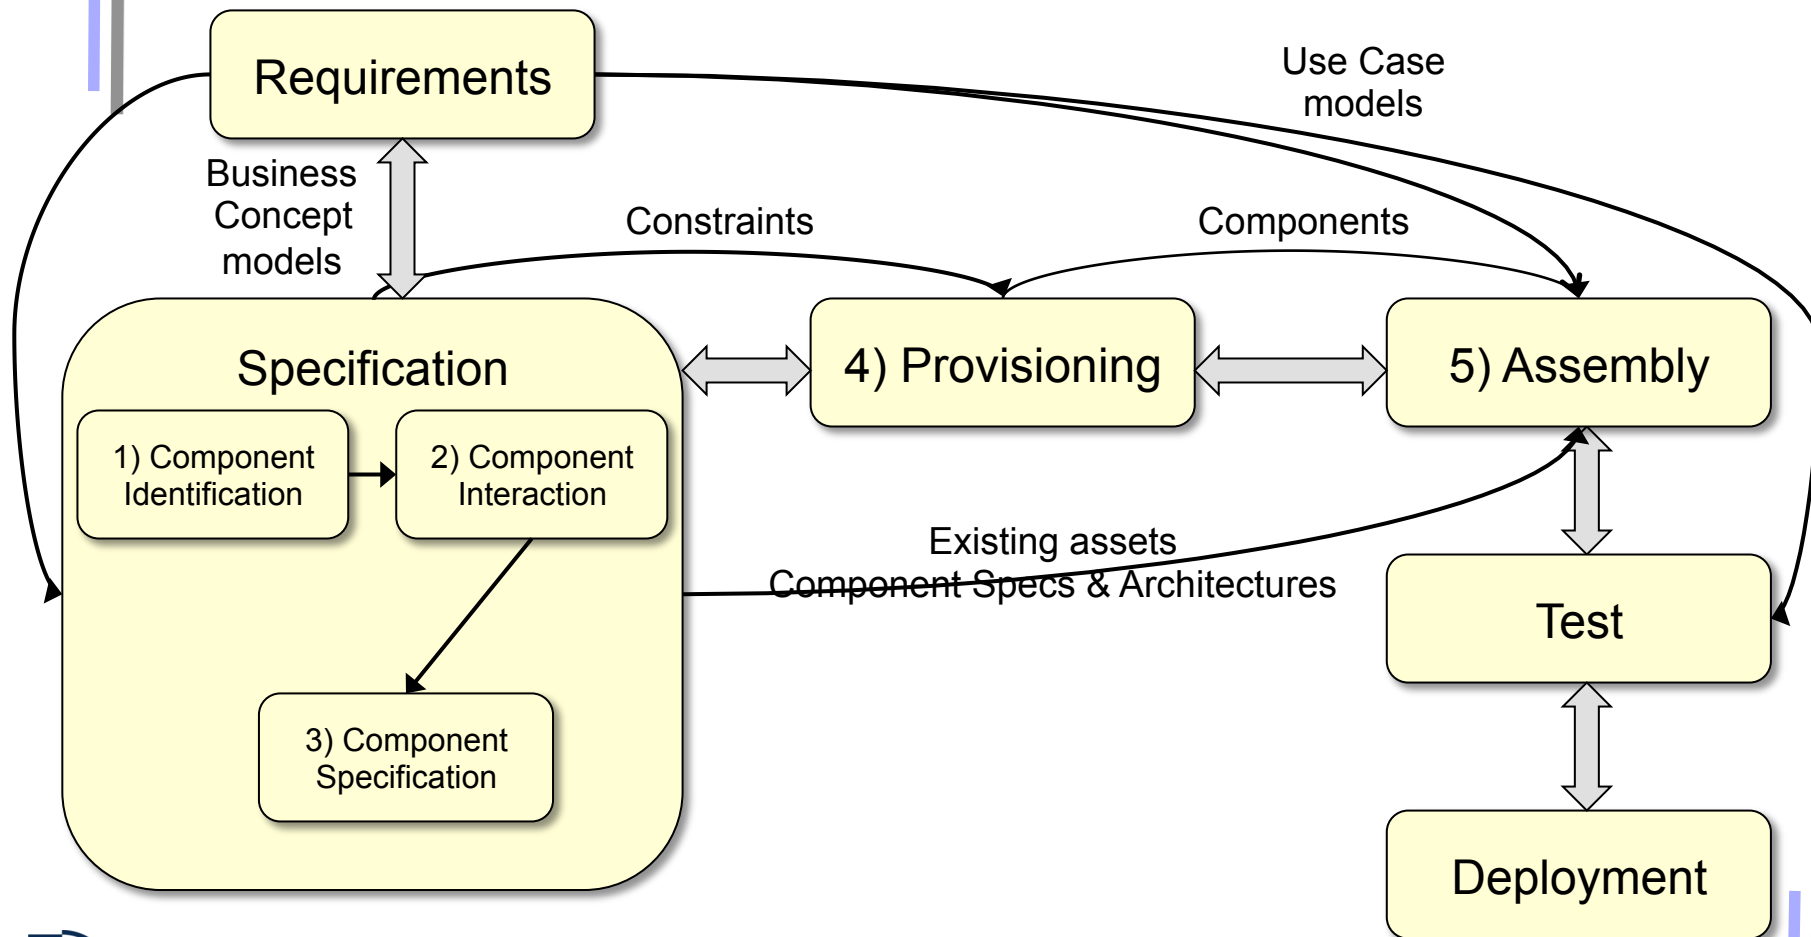 Requirements
Use Case
models
Business
Concept
models
Constraints
Components
Specification
4) Provisioning
5) Assembly
1) Component
Identification
2) Component
Interaction
Existing assets
Component Specs & Architectures
Test
3) Component
Specification
Deployment